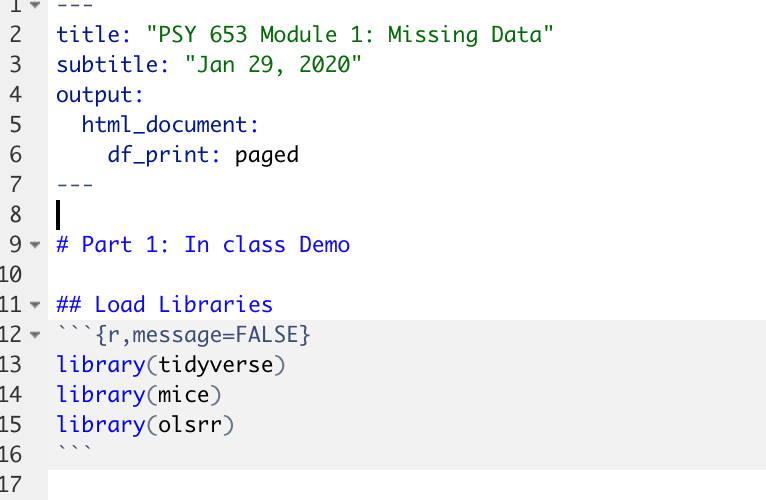 1 ---
2 title: "PSY 653 Module 1: Missing Data"
3 subtitle: "Jan 29, 2020"
4 output:
5   html_document:
6     df_print: paged
7 ---
8
9 # Part 1: In class Demo
10
11 ## Load Libraries
12 ```{r,message=FALSE}
13 library(tidyverse)
14 library(mice)
15 library(olsrr)
16 ```
17